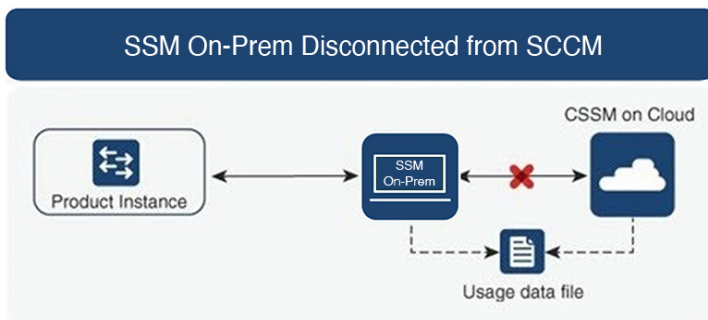 SSM On-Prem Disconnected from SCCM
CSSM on Cloud
SSM
On-Prem
Product Instance
Usage data file